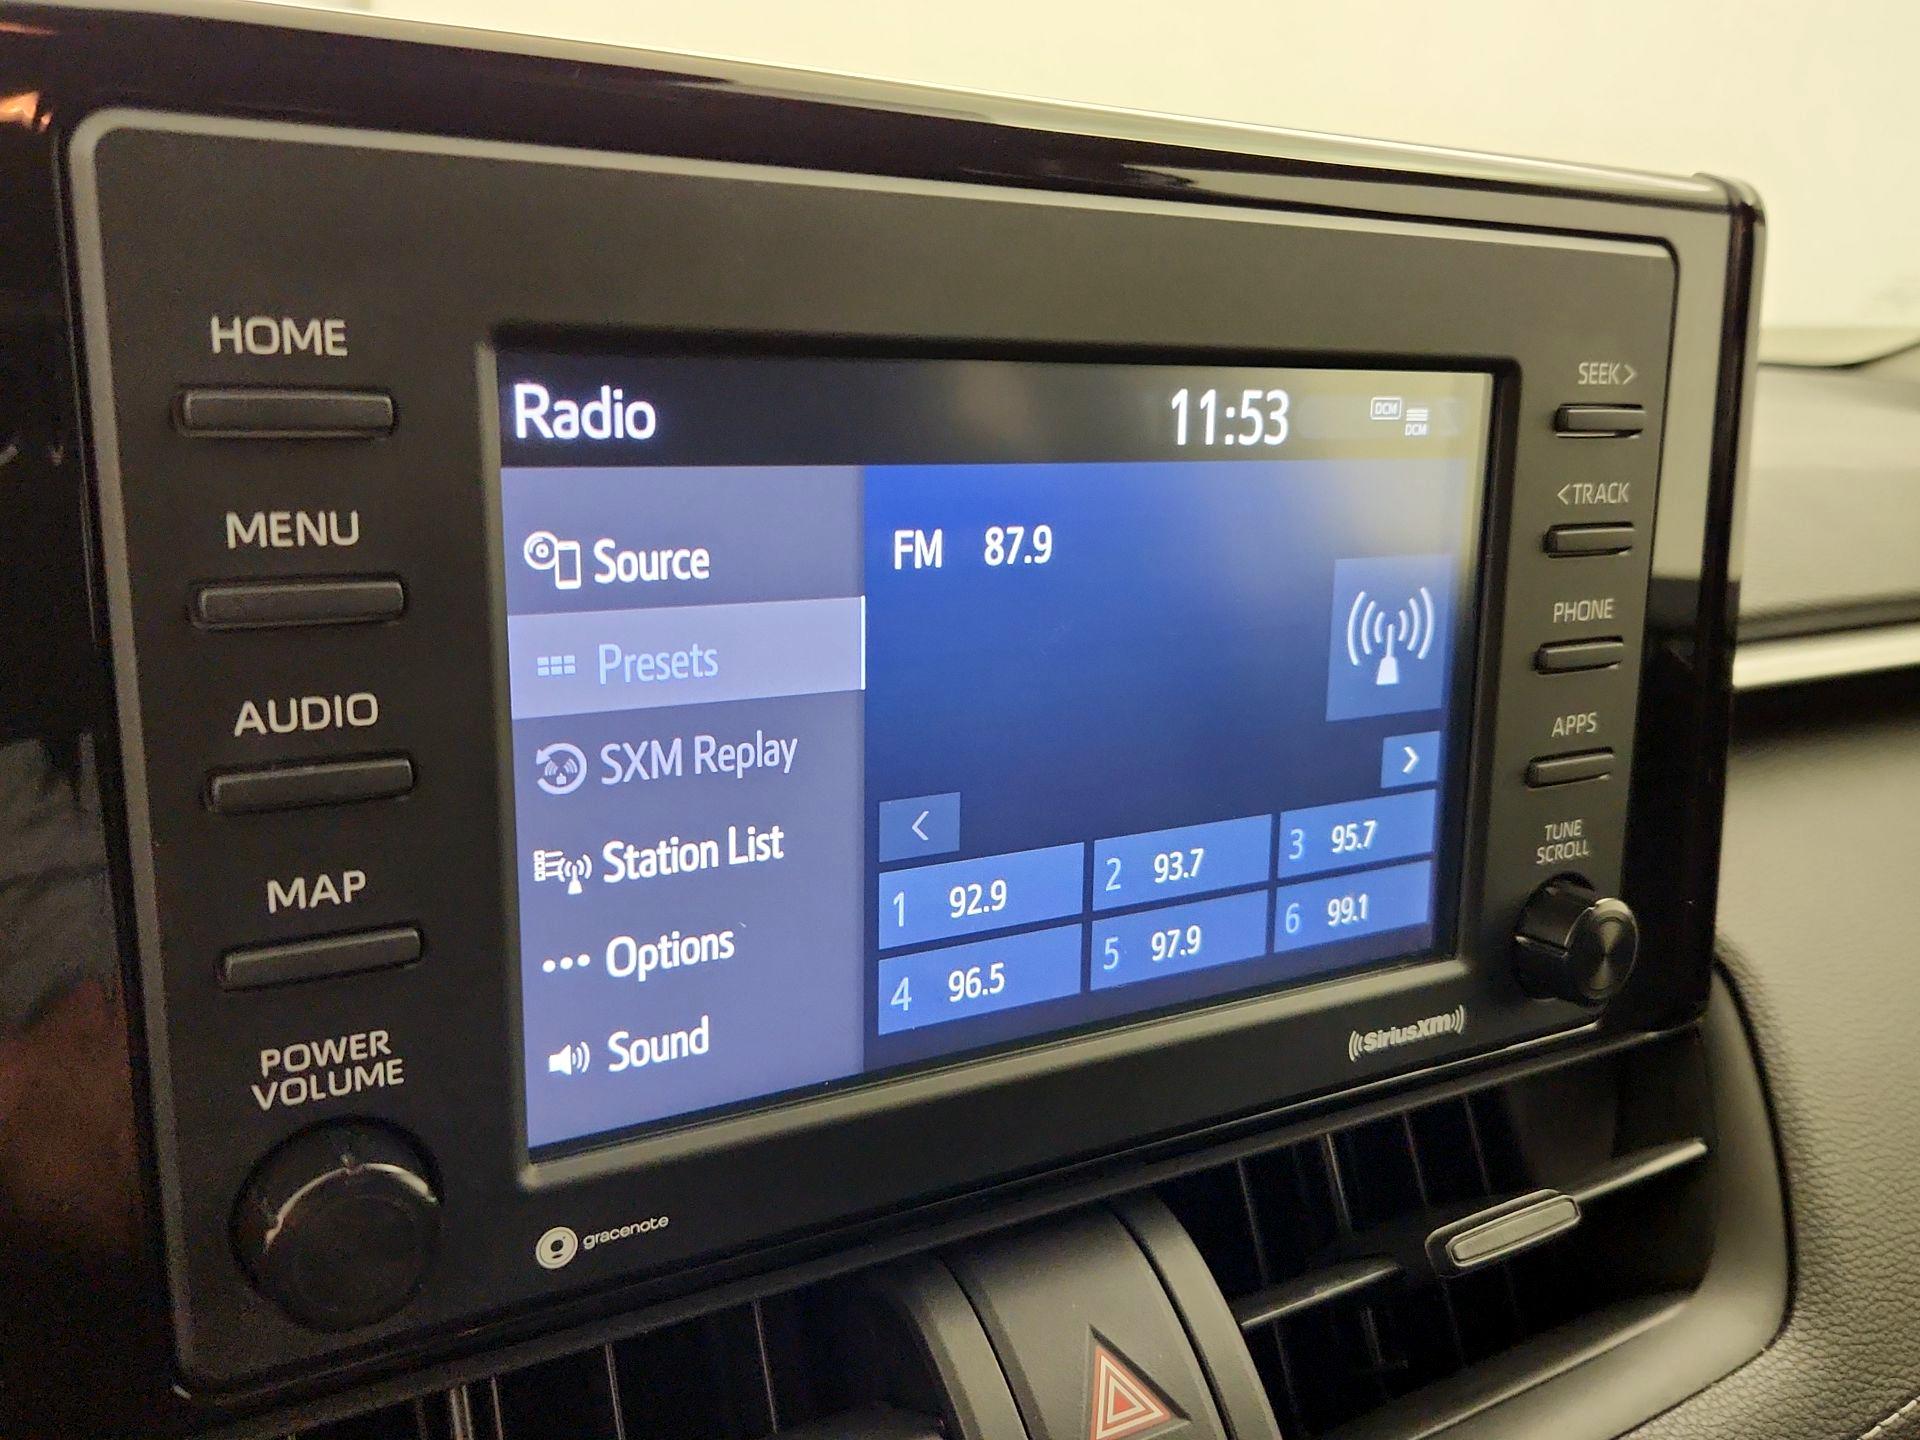 HOME
MENU
AUDIO
MAP
POWER
VOLUME
Radio
11:53
DCM
DCM
Source
Presets
SXM Replay
Station List
Options
Sound
FM 87.9
<
>
1 92.9
2 93.7
3 95.7
4 96.5
5 97.9
6 99.1
SEEK>
<TRACK
PHONE
APPS
TUNE
SCROLL
gracenote
((SiriusXM))